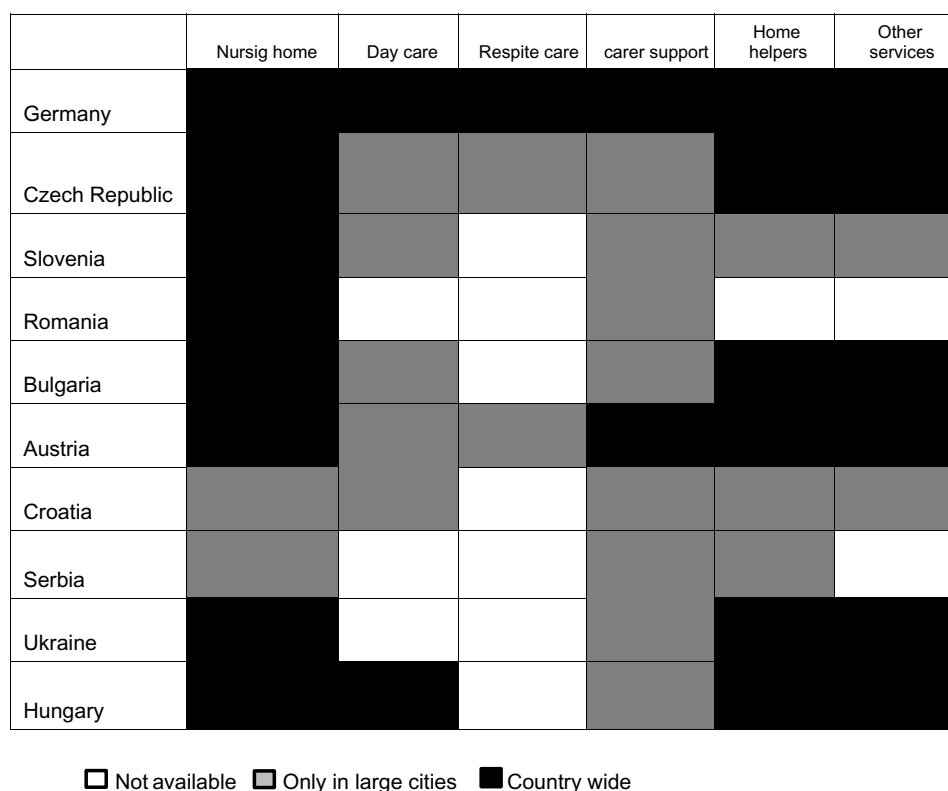 Nursig home Day care Respite care carer support Home helpers Other services
Germany
Czech Republic
Slovenia
Romania
Bulgaria
Austria
Croatia
Serbia
Ukraine
Hungary
Not available Only in large cities Country wide